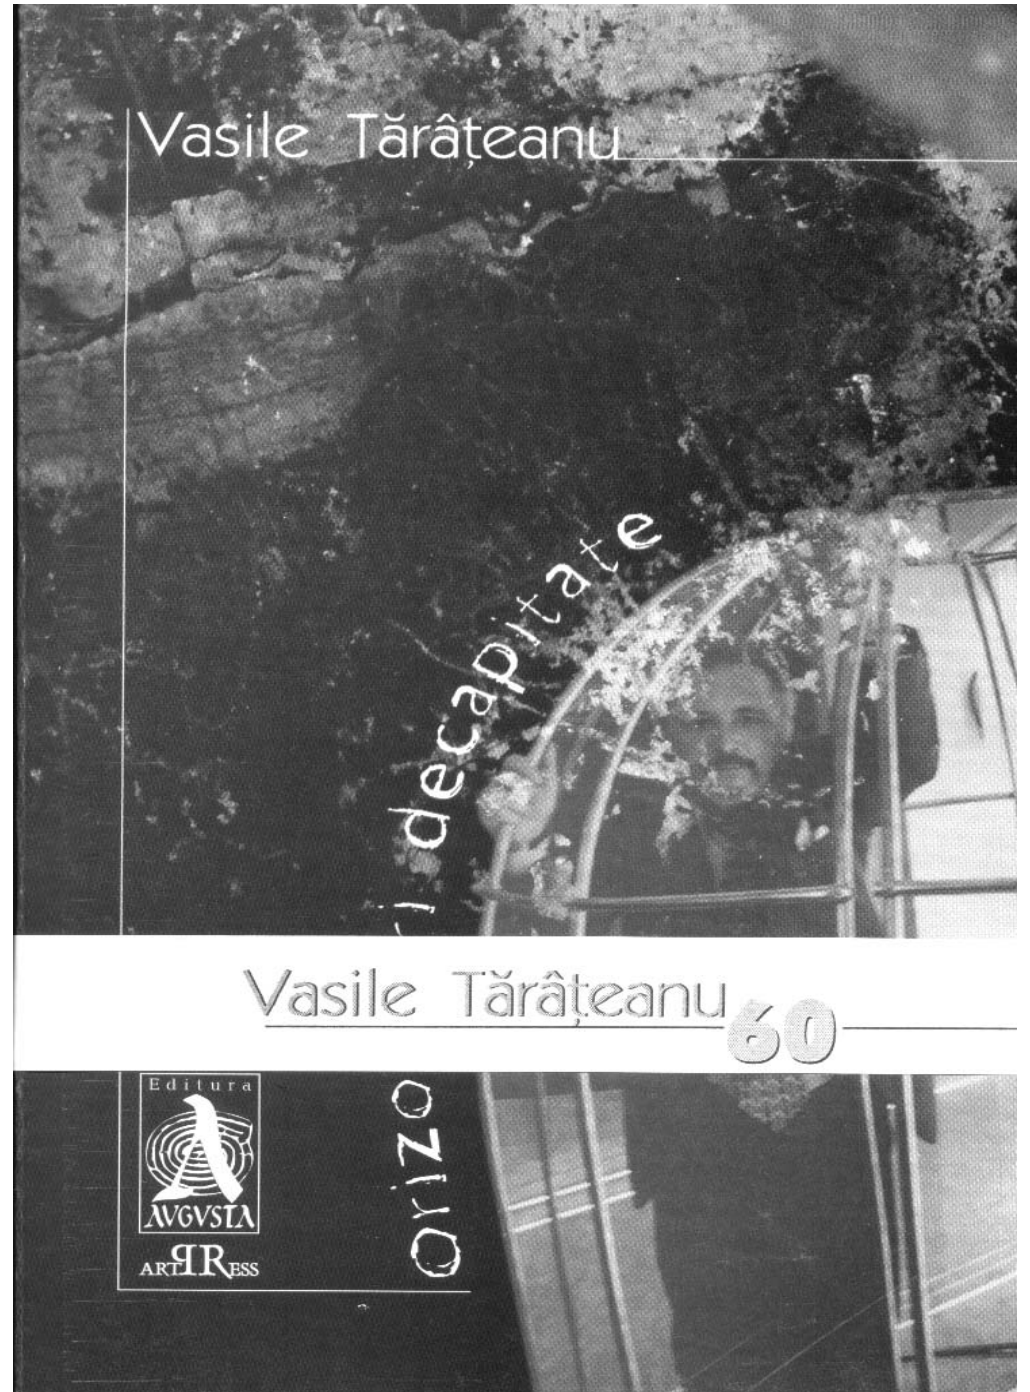 Vasile Tărâțeanu
i decapitate
Vasile Tărâțeanu 60
Editura
AVGVSTA
ARTPRESS
Orizo